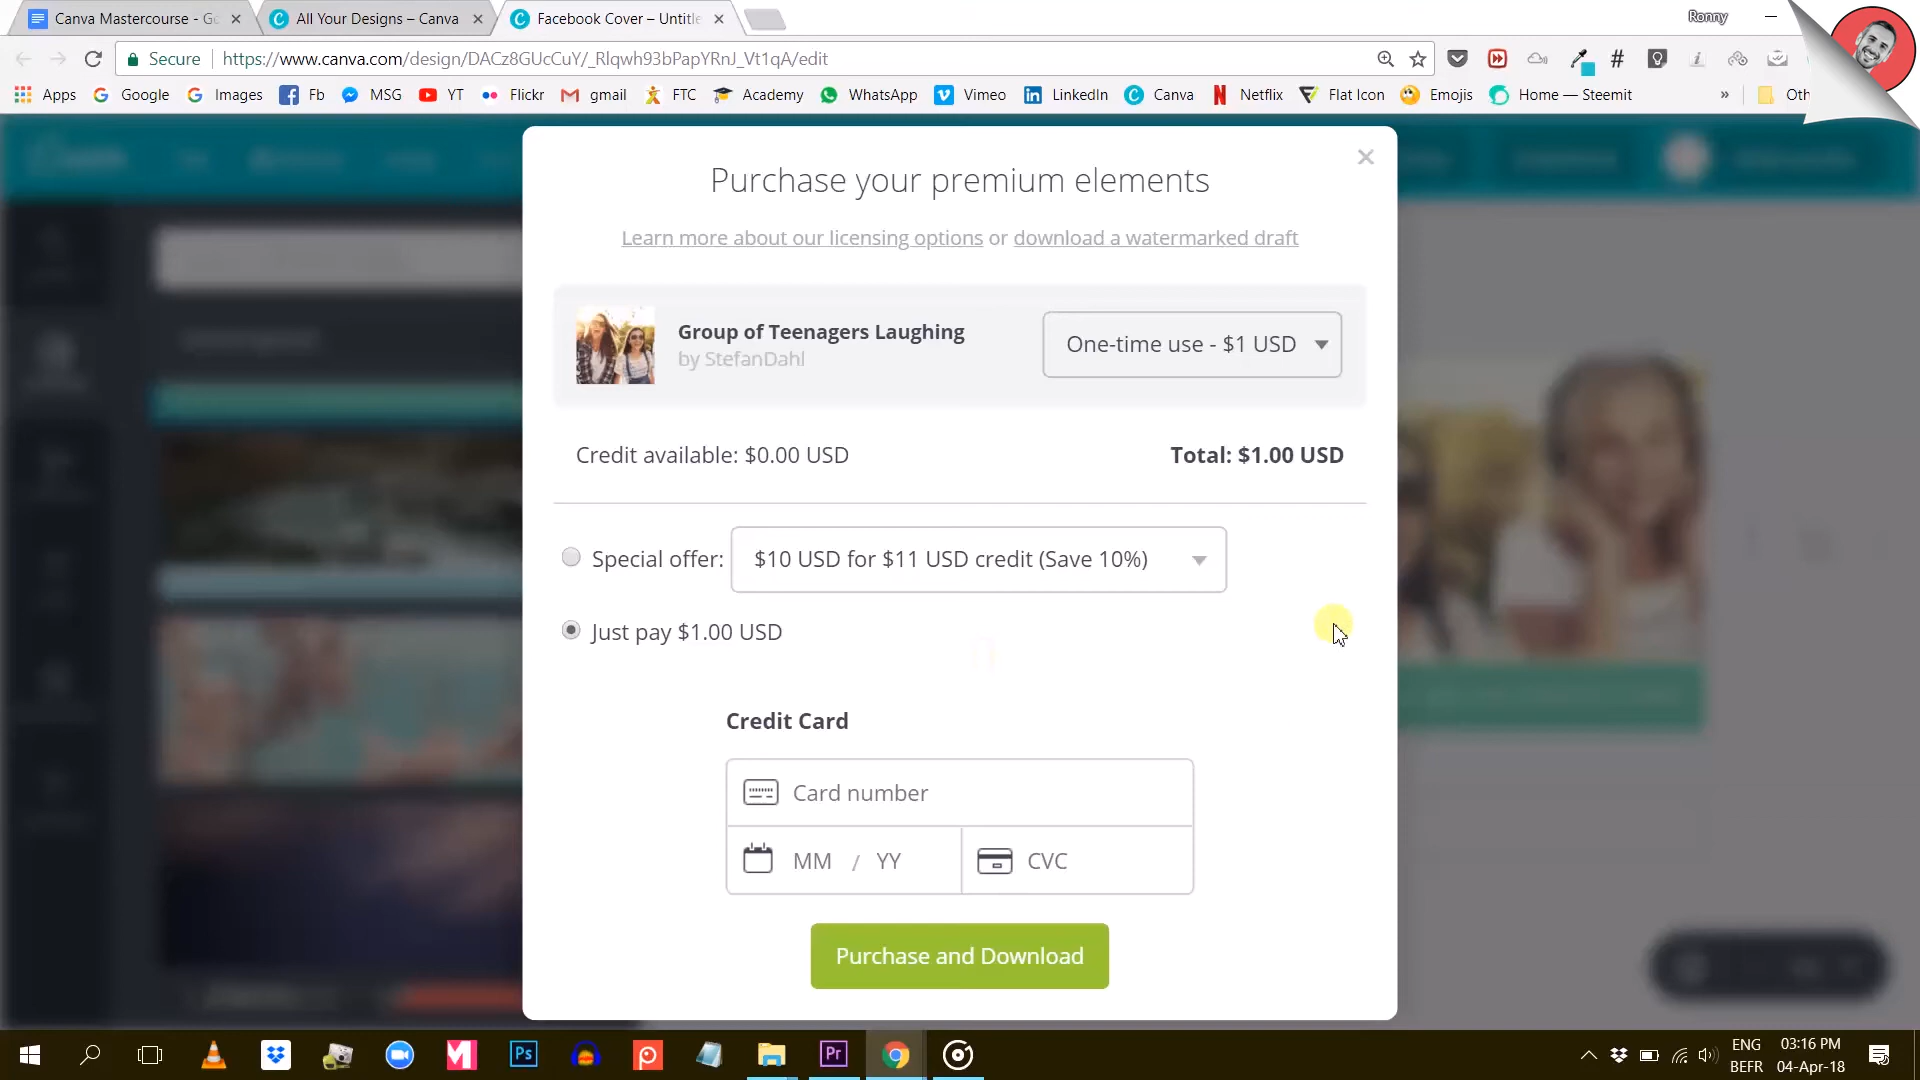 Canva Mastercourse - Go
All Your Designs – Canva
Facebook Cover – Untitle
Ronny
Secure
https://www.canva.com/design/DACz8GUcCuY/_Rlqwh93bPapYRnJ_Vt1qA/edit
Apps
Google
Images
Fb
MSG
YT
Flickr
gmail
FTC
Academy
WhatsApp
Vimeo
LinkedIn
Canva
Netflix
Flat Icon
Emojis
Home — Steemit
»
Oth
Purchase your premium elements
Learn more about our licensing options or download a watermarked draft
Group of Teenagers Laughing
by StefanDahl
One-time use - $1 USD
Credit available: $0.00 USD
Total: $1.00 USD
Special offer:
$10 USD for $11 USD credit (Save 10%)
Just pay $1.00 USD
Credit Card
Card number
MM / YY
CVC
Purchase and Download
Ps
Pr
ENG
BEFR
03:16 PM
04-Apr-18